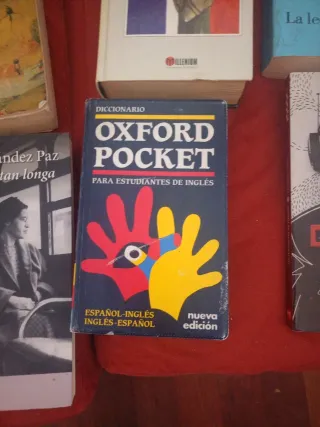 MILLENIUM
La le
DICCIONARIO
OXFORD
POCKET
PARA ESTUDIANTES DE INGLÉS
ESPAÑOL-INGLÉS
INGLÉS-ESPAÑOL
nueva
edición
ández Paz
tan longa